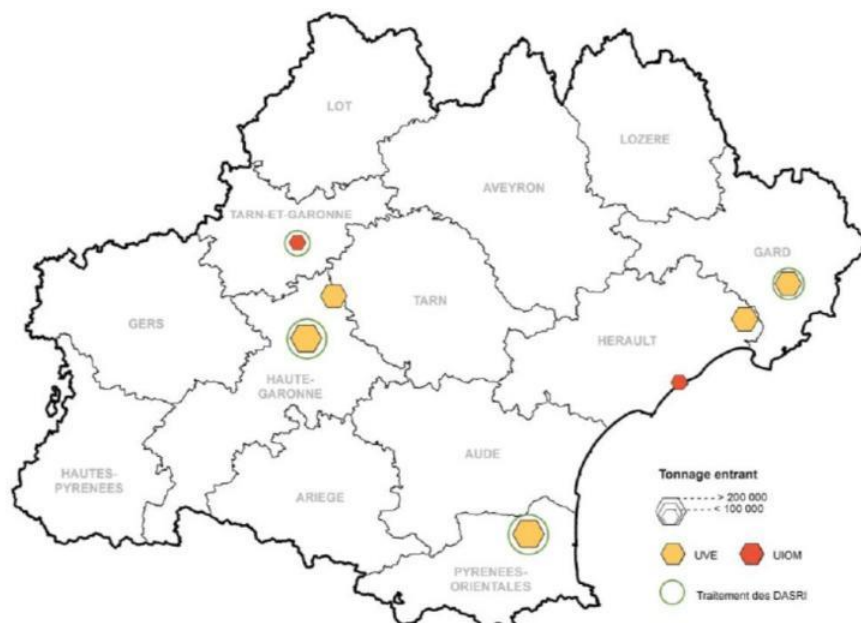 LOT
LOZERE
AVEYRON
TARN-ET-GARONNE
GARD
TARN
GERS
HERAULT
HAUTE-
GARONNE
AUDE
HAUTES-
PYRENEES
ARIEGE
Tonnage entrant
> 200 000
< 100 000
UVE
UIOM
PYRENEES-
ORIENTALES
Traitement des DASRI